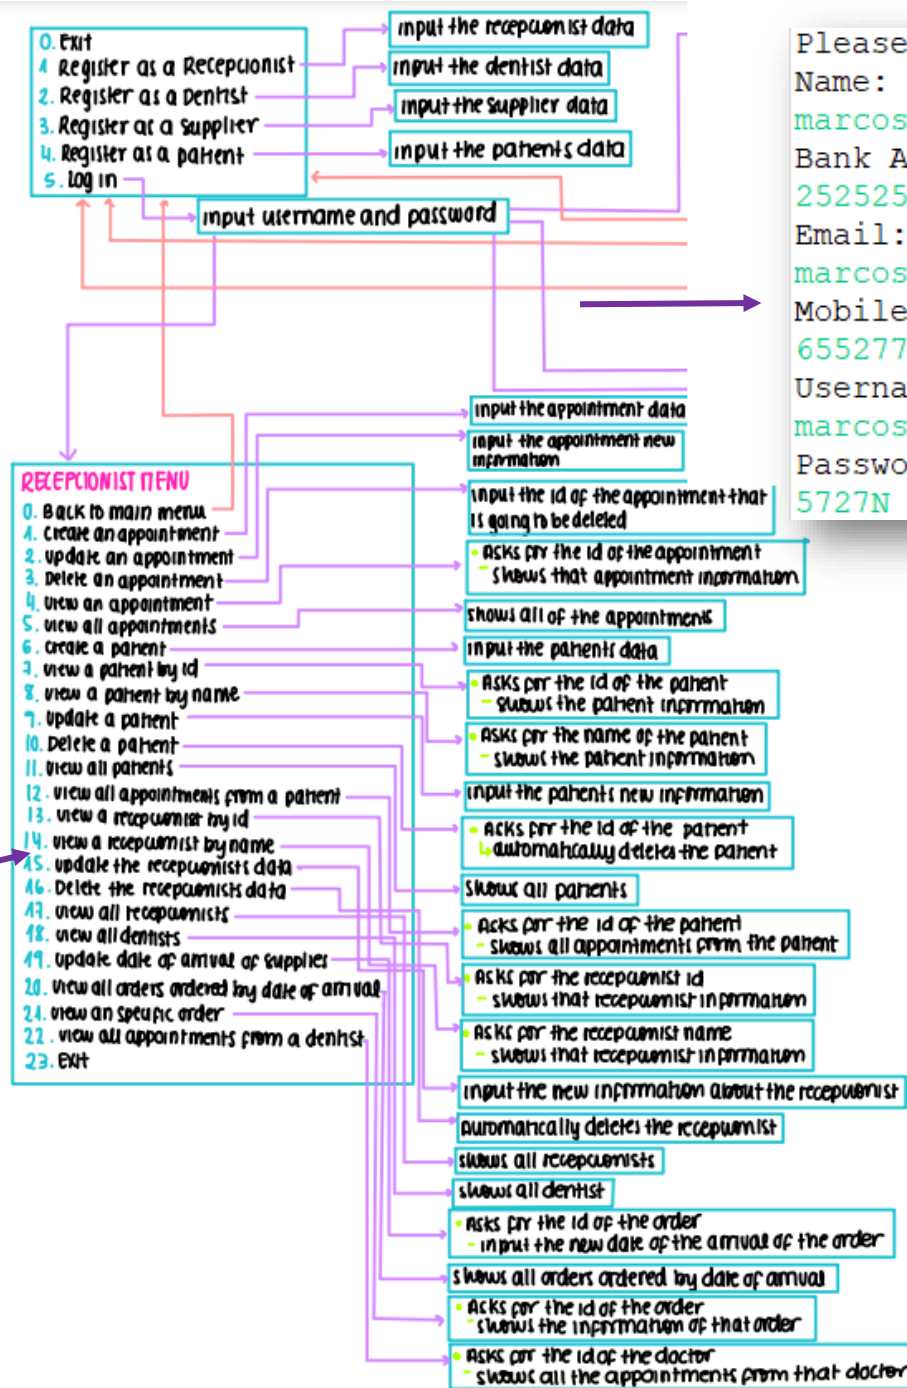 0. Exit
1 Register as a Recepcionist
2. Register as a Dentist
3. Register as a supplier
4. Register as a patient
5. Log in
input the recepcionist data
input the dentist data
input the supplier data
input the patients data
input username and password
Please
Name:
marcos
Bank A
252525
Email:
marcos
Mobile
655277
Userna
marcos
Passwo
5727N
RECEPCIONIST MENU
0. Back to main menu
1. Create an appointment
2. update an appointment
3. Delete an appointment
4. view an appointment
5. view all appointments
6. create a patient
7. view a patient by id
8. view a patient by name
9. update a patient
10. Delete a patient
11. view all patients
12. view all appointments from a patient
13. view a recepcionist by id
14. view a recepcionist by name
15. update the recepcionists data
16. Delete the recepcionists data
17. view all recepcionists
18. view all dentists
19. update date of arrival of supplies
20. view all orders ordered by date of arrival
21. view an specific order
22. view all appointments from a dentist
23. Exit
input the appointment data
input the appointment new
information
input the id of the appointment that
is going to be deleted
• Asks for the id of the appointment
- shows that appointment information
shows all of the appointments
input the patients data
• Asks for the id of the patient
- shows the patient information
• Asks for the name of the patient
- shows the patient information
input the patients new information
• Asks for the id of the patient
↳ automatically deletes the patient
shows all patients
• Asks for the id of the patient
- shows all appointments from the patient
• Asks for the recepcionist id
- shows that recepcionist information
• Asks for the recepcionist name
- shows that recepcionist information
input the new information about the recepcionist
Automatically deletes the recepcionist
shows all recepcionists
shows all dentist
• Asks for the id of the order
- input the new date of the arrival of the order
shows all orders ordered by date of arrival
• Asks for the id of the order
- shows the information of that order
• Asks for the id of the doctor
- shows all the appointments from that doctor